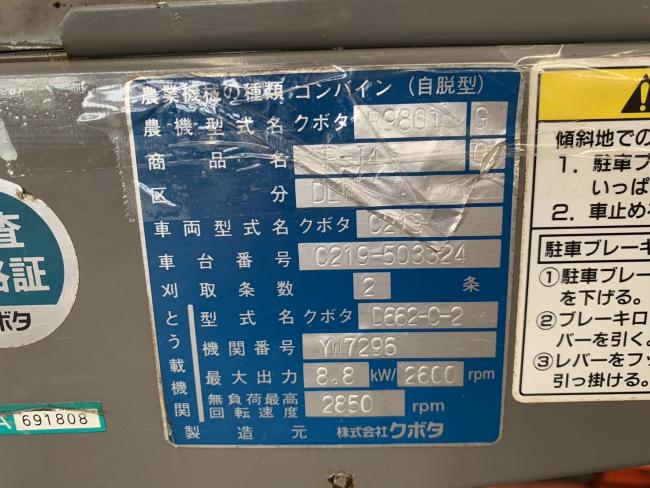 農業機械の種類 コンバイン (自脱型)
農機型式名 クボタ G
商品名
区分
車両型式名 クボタ C219
車台番号 C219-503324
刈取条数 2 条
とう載機関
型式名 クボタ D662-C-2
機関番号 YW7296
最大出力 8.8 kW/ 2600 rpm
無負荷最高回転速度 2850 rpm
製造元 株式会社クボタ
691808
傾斜地での
1. 駐車ブ
いっぱ
2. 車止め
駐車ブレーキ
①駐車ブレー
を下げる。
②ブレーキロ
バーを引く
③レバーをフッ
引っ掛ける。
査
格証
ボタ